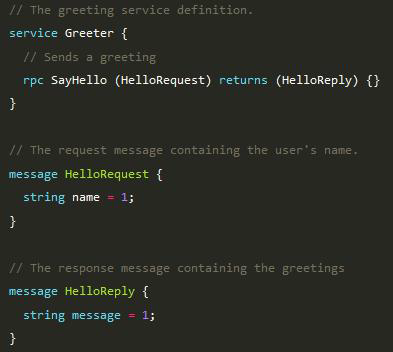 // The greeting service definition.
service Greeter {
  // Sends a greeting
  rpc SayHello (HelloRequest) returns (HelloReply) {}
}

// The request message containing the user's name.
message HelloRequest {
  string name = 1;
}

// The response message containing the greetings
message HelloReply {
  string message = 1;
}